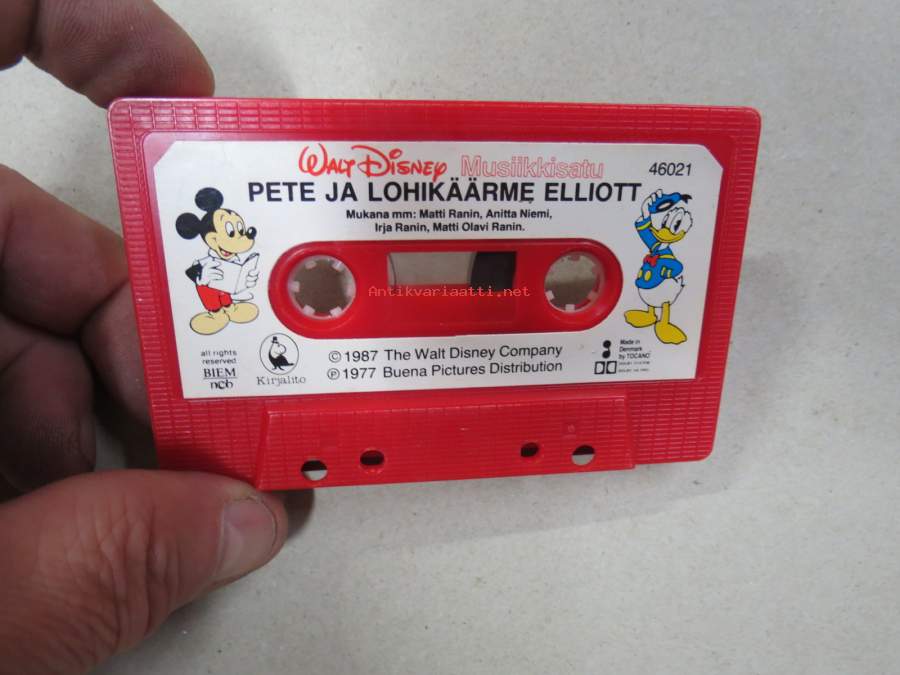 WALT DISNEY Musiikkisatu 46021
PETE JA LOHIKÄÄRME ELLIOTT
Mukana mm: Matti Ranin, Anitta Niemi,
Irja Ranin, Matti Olavi Ranin.
Antikvariaatti.net
all rights
reserved
BIEM
ncb
Kirjalito
© 1987 The Walt Disney Company
℗ 1977 Buena Pictures Distribution
Made in
Denmark
by TOCANO